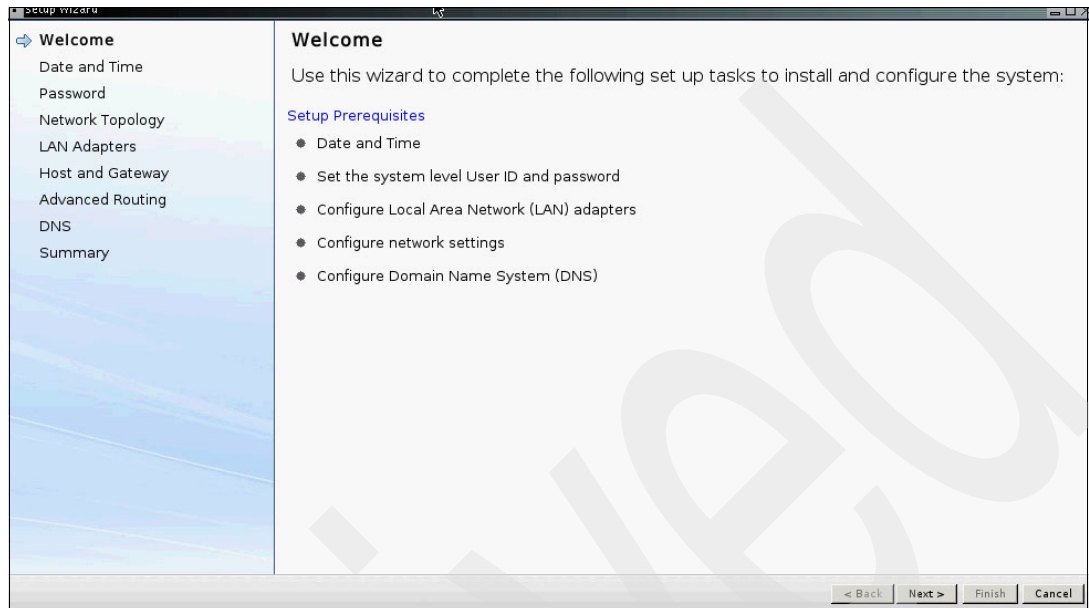 Setup Wizard
Welcome
Date and Time
Password
Network Topology
LAN Adapters
Host and Gateway
Advanced Routing
DNS
Summary
Welcome
Use this wizard to complete the following set up tasks to install and configure the system:
Setup Prerequisites
Date and Time
Set the system level User ID and password
Configure Local Area Network (LAN) adapters
Configure network settings
Configure Domain Name System (DNS)
< Back Next > Finish Cancel